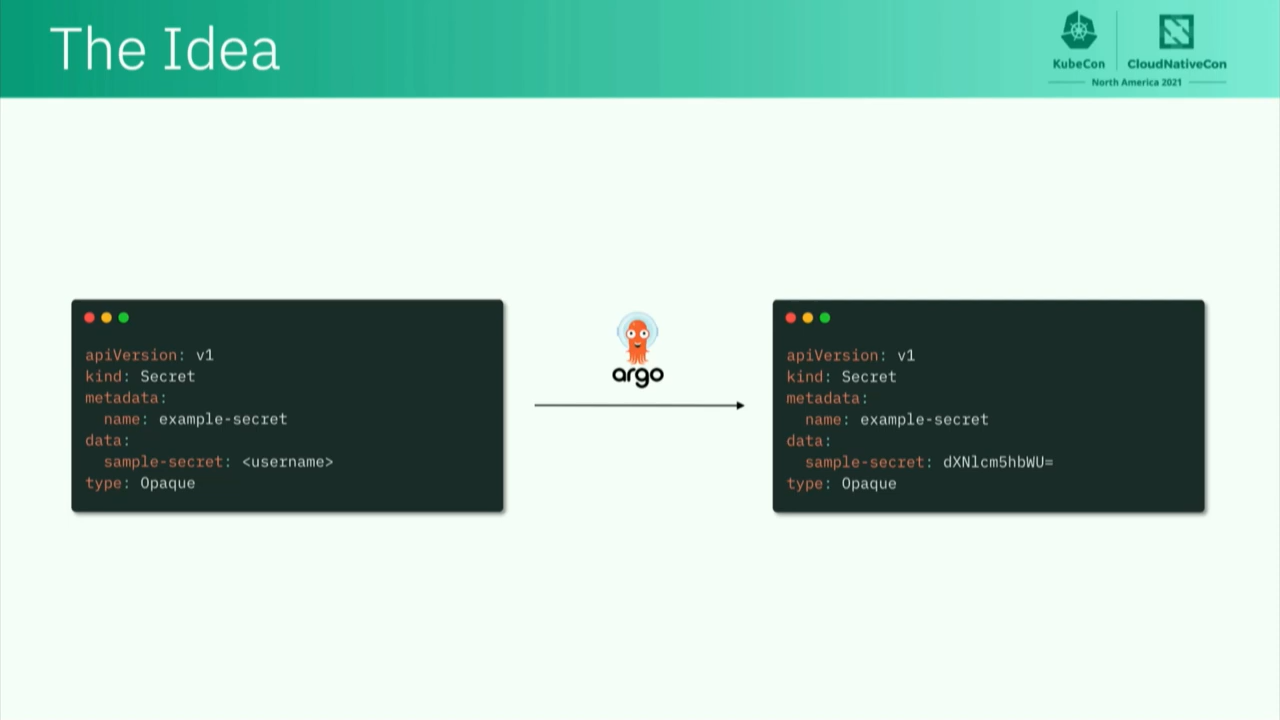 The Idea
KubeCon
CloudNativeCon
North America 2021
apiVersion: v1
kind: Secret
metadata:
  name: example-secret
data:
  sample-secret: <username>
type: Opaque
argo
apiVersion: v1
kind: Secret
metadata:
  name: example-secret
data:
  sample-secret: dXNlcm5hbWU=
type: Opaque